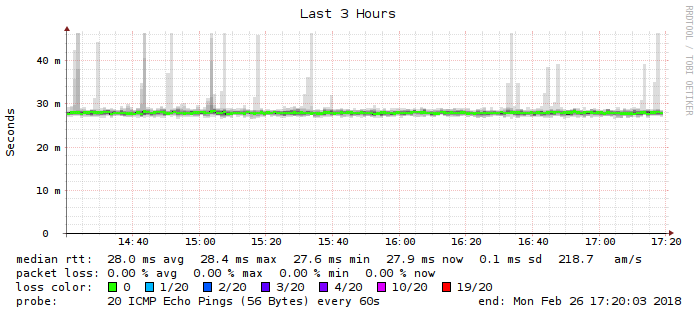 Last 3 Hours
RRDTOOL / TOBI OETIKER
Seconds
40 m
30 m
20 m
10 m
0
14:40 15:00 15:20 15:40 16:00 16:20 16:40 17:00 17:20
median rtt: 28.0 ms avg 28.4 ms max 27.6 ms min 27.9 ms now 0.1 ms sd 218.7 am/s
packet loss: 0.00 % avg 0.00 % max 0.00 % min 0.00 % now
loss color: 0 1/20 2/20 3/20 4/20 10/20 19/20
probe: 20 ICMP Echo Pings (56 Bytes) every 60s end: Mon Feb 26 17:20:03 2018